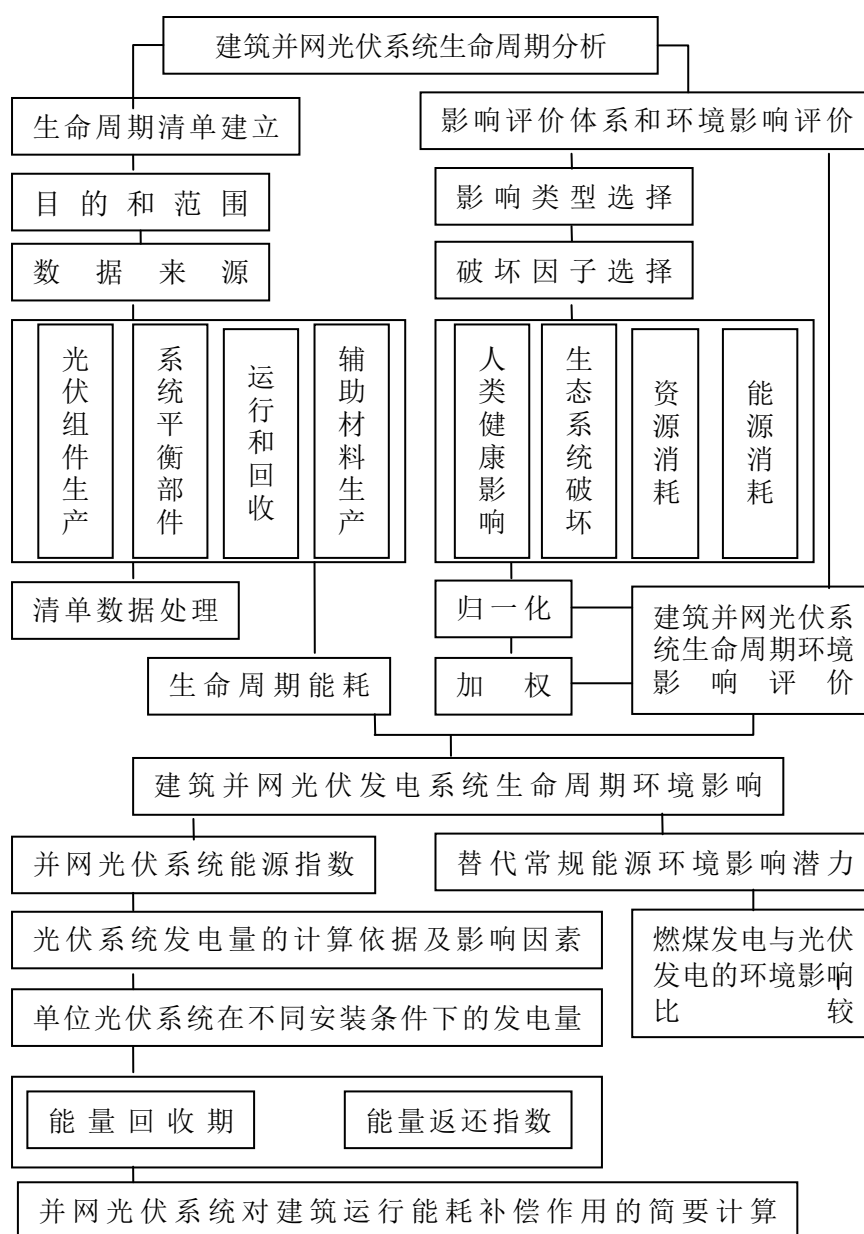 建筑并网光伏系统生命周期分析
生命周期清单建立
影响评价体系和环境影响评价
目的和范围
影响类型选择
数据来源
破坏因子选择
光伏组件生产
系统平衡部件
运行和回收
辅助材料生产
人类健康影响
生态系统破坏
资源消耗
能源消耗
清单数据处理
归一化
建筑并网光伏系
统生命周期环境
影响评价
生命周期能耗
加权
建筑并网光伏发电系统生命周期环境影响
并网光伏系统能源指数
替代常规能源环境影响潜力
光伏系统发电量的计算依据及影响因素
燃煤发电与光伏
发电的环境影响
比较
单位光伏系统在不同安装条件下的发电量
能量回收期
能量返还指数
并网光伏系统对建筑运行能耗补偿作用的简要计算